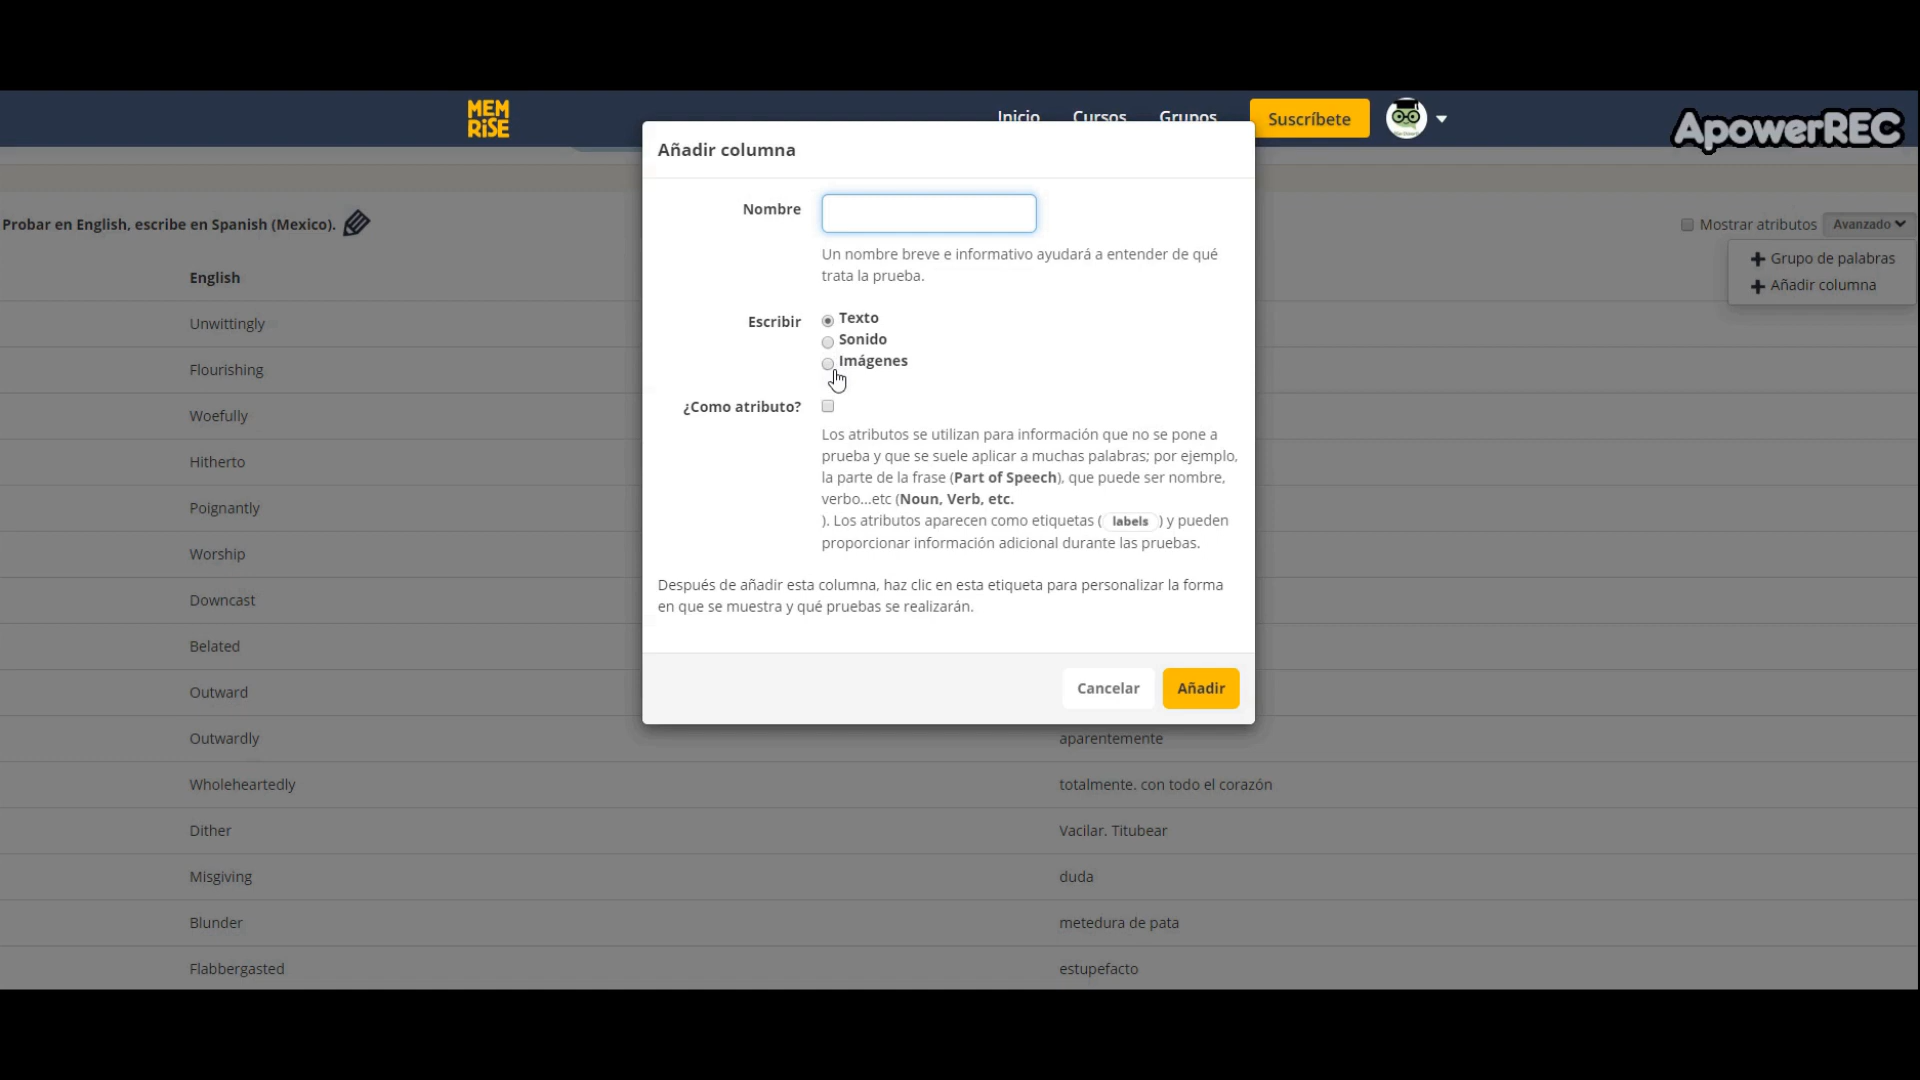 MEM
RiSE
Inicio Cursos Grupos Suscríbete
ApowerREC
Añadir columna
Nombre
Un nombre breve e informativo ayudará a entender de qué
trata la prueba.
Escribir
Texto
Sonido
Imágenes
¿Como atributo?
Los atributos se utilizan para información que no se pone a
prueba y que se suele aplicar a muchas palabras; por ejemplo,
la parte de la frase (Part of Speech), que puede ser nombre,
verbo...etc (Noun, Verb, etc.
). Los atributos aparecen como etiquetas ( labels ) y pueden
proporcionar información adicional durante las pruebas.
Después de añadir esta columna, haz clic en esta etiqueta para personalizar la forma
en que se muestra y qué pruebas se realizarán.
Cancelar Añadir
Probar en English, escribe en Spanish (Mexico).
Mostrar atributos Avanzado
Grupo de palabras
Añadir columna
English
Unwittingly
Flourishing
Woefully
Hitherto
Poignantly
Worship
Downcast
Belated
Outward
Outwardly aparentemente
Wholeheartedly totalmente. con todo el corazón
Dither Vacilar. Titubear
Misgiving duda
Blunder metedura de pata
Flabbergasted estupefacto